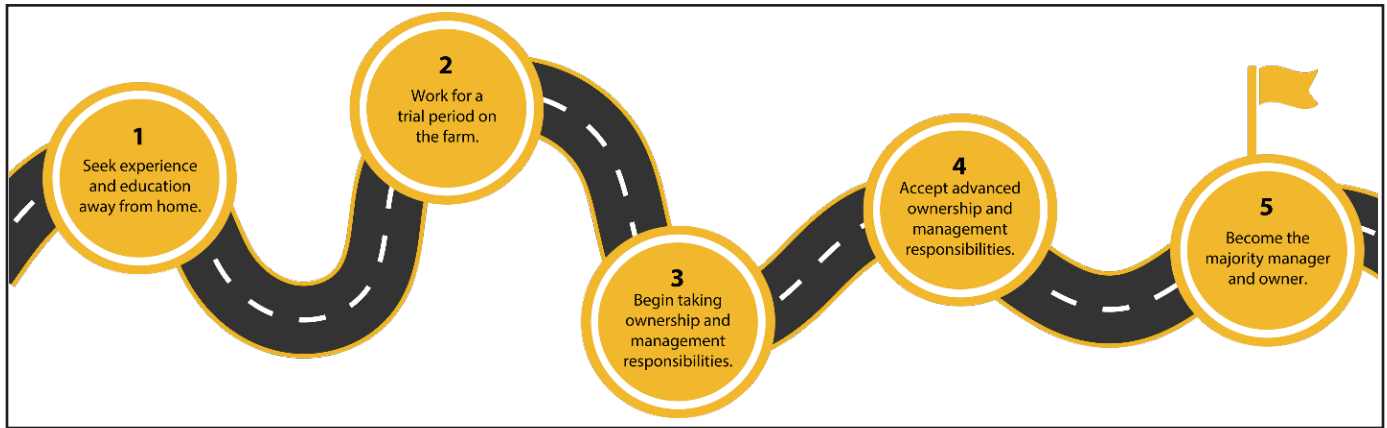 1
Seek experience
and education
away from home.
2
Work for a
trial period on
the farm.
3
Begin taking
ownership and
management
responsibilities.
4
Accept advanced
ownership and
management
responsibilities.
5
Become the
majority manager
and owner.